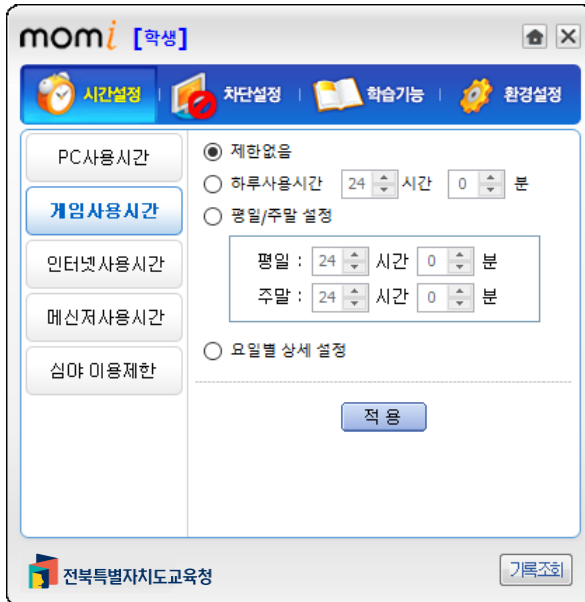 momi [학생]
시간설정 차단설정 학습기능 환경설정
PC사용시간
게임사용시간
인터넷사용시간
메신저사용시간
심야 이용제한
제한없음
하루사용시간 24 시간 0 분
평일/주말 설정
평일 : 24 시간 0 분
주말 : 24 시간 0 분
요일별 상세 설정
적 용
전북특별자치도교육청
기록조회